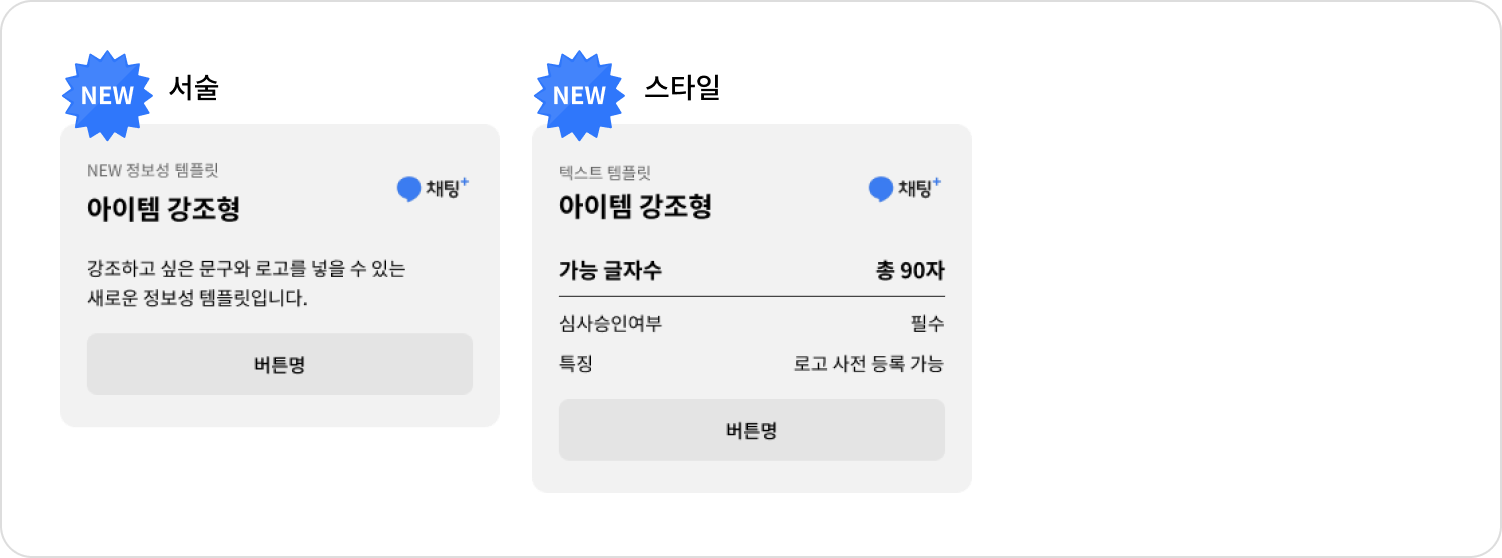 NEW 서술
NEW 정보성 템플릿
아이템 강조형
채팅+
강조하고 싶은 문구와 로고를 넣을 수 있는
새로운 정보성 템플릿입니다.
버튼명
NEW 스타일
텍스트 템플릿
아이템 강조형
채팅+
가능 글자수 총 90자
심사승인여부 필수
특징 로고 사전 등록 가능
버튼명